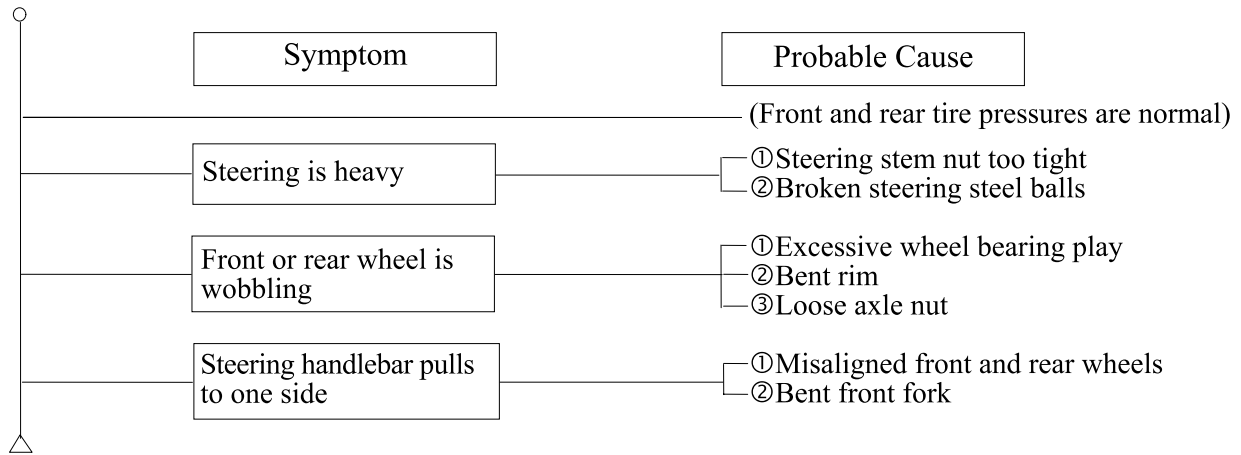 Symptom
Probable Cause
(Front and rear tire pressures are normal)
Steering is heavy
①Steering stem nut too tight
②Broken steering steel balls
Front or rear wheel is
wobbling
①Excessive wheel bearing play
②Bent rim
③Loose axle nut
Steering handlebar pulls
to one side
①Misaligned front and rear wheels
②Bent front fork